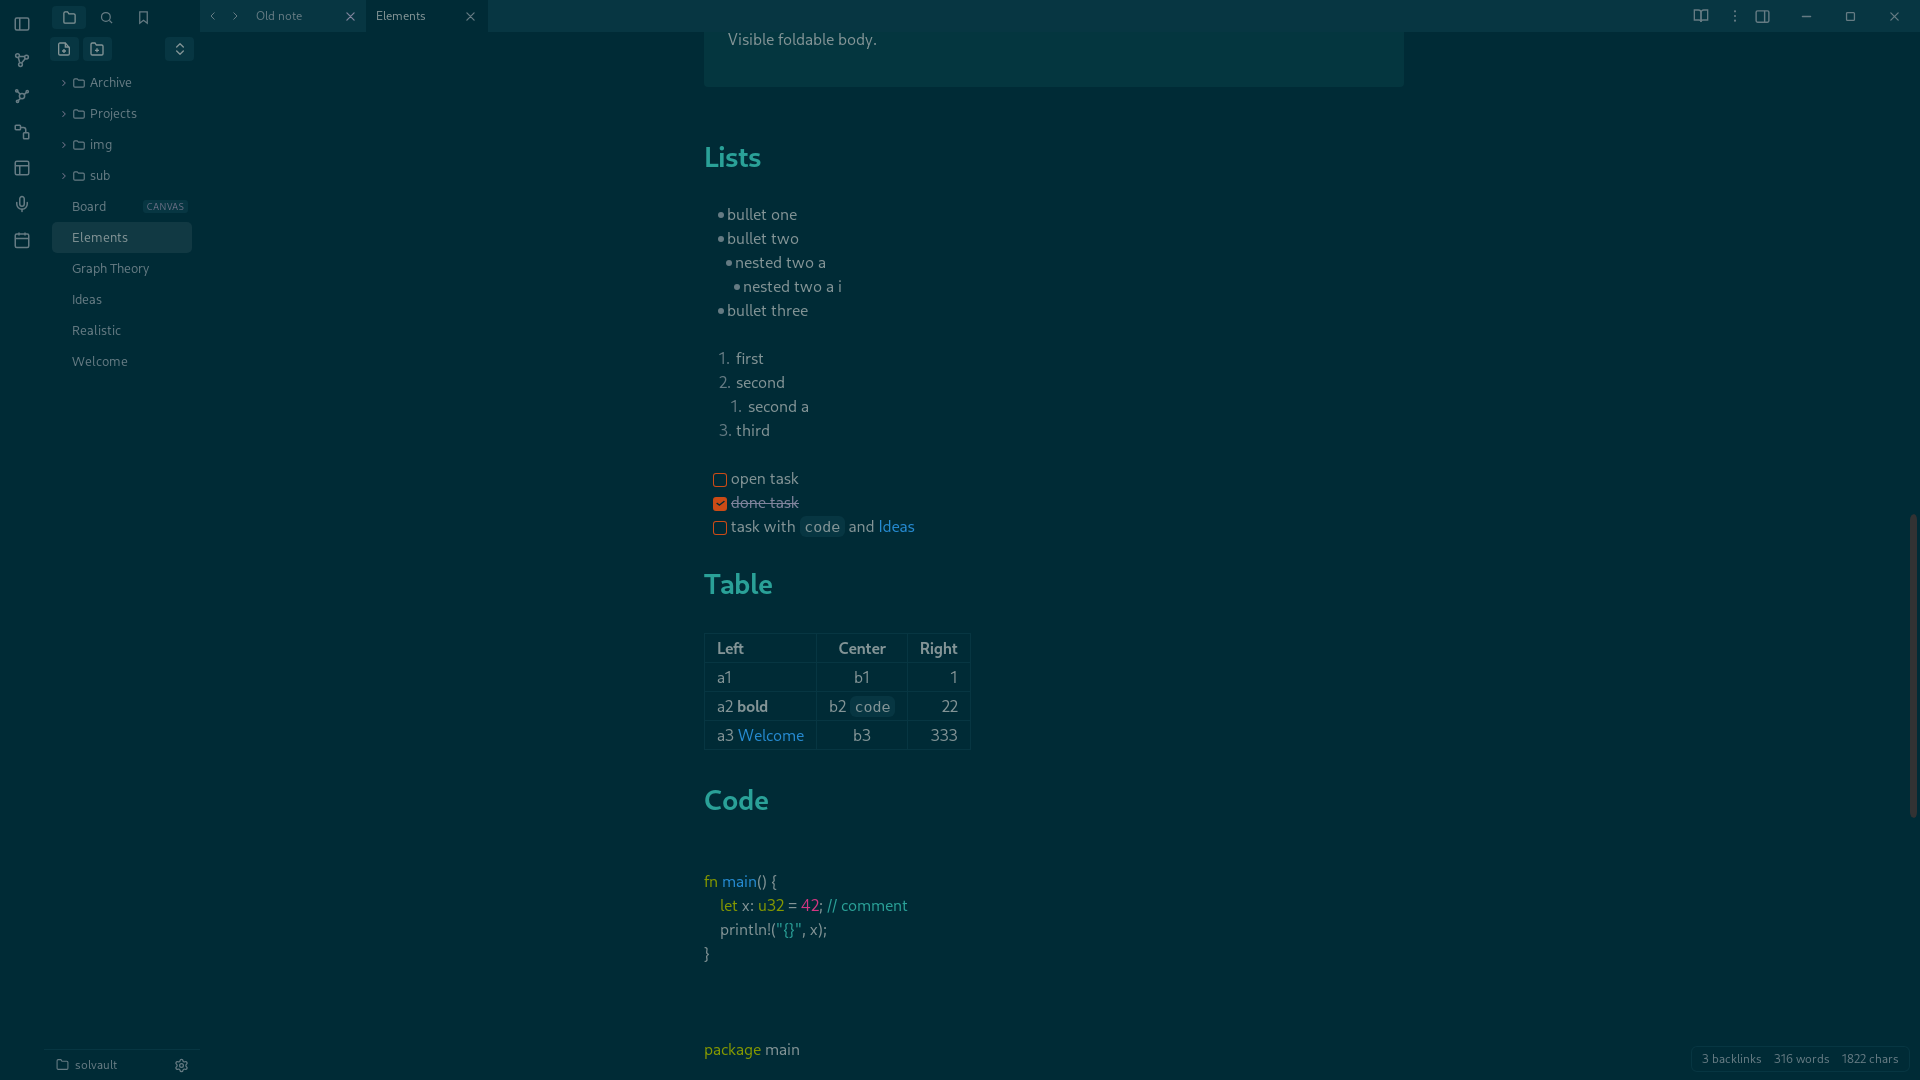 Old note
Elements
Archive
Projects
img
sub
Board
CANVAS
Elements
Graph Theory
Ideas
Realistic
Welcome
solvault
Visible foldable body.
Lists
bullet one
bullet two
nested two a
nested two a i
bullet three
1. first
2. second
1. second a
3. third
open task
done task
task with code and Ideas
Table
Left Center Right
a1 b1 1
a2 bold b2 code 22
a3 Welcome b3 333
Code
fn main() {
let x: u32 = 42; // comment
println!("{}", x);
}
package main
3 backlinks 316 words 1822 chars